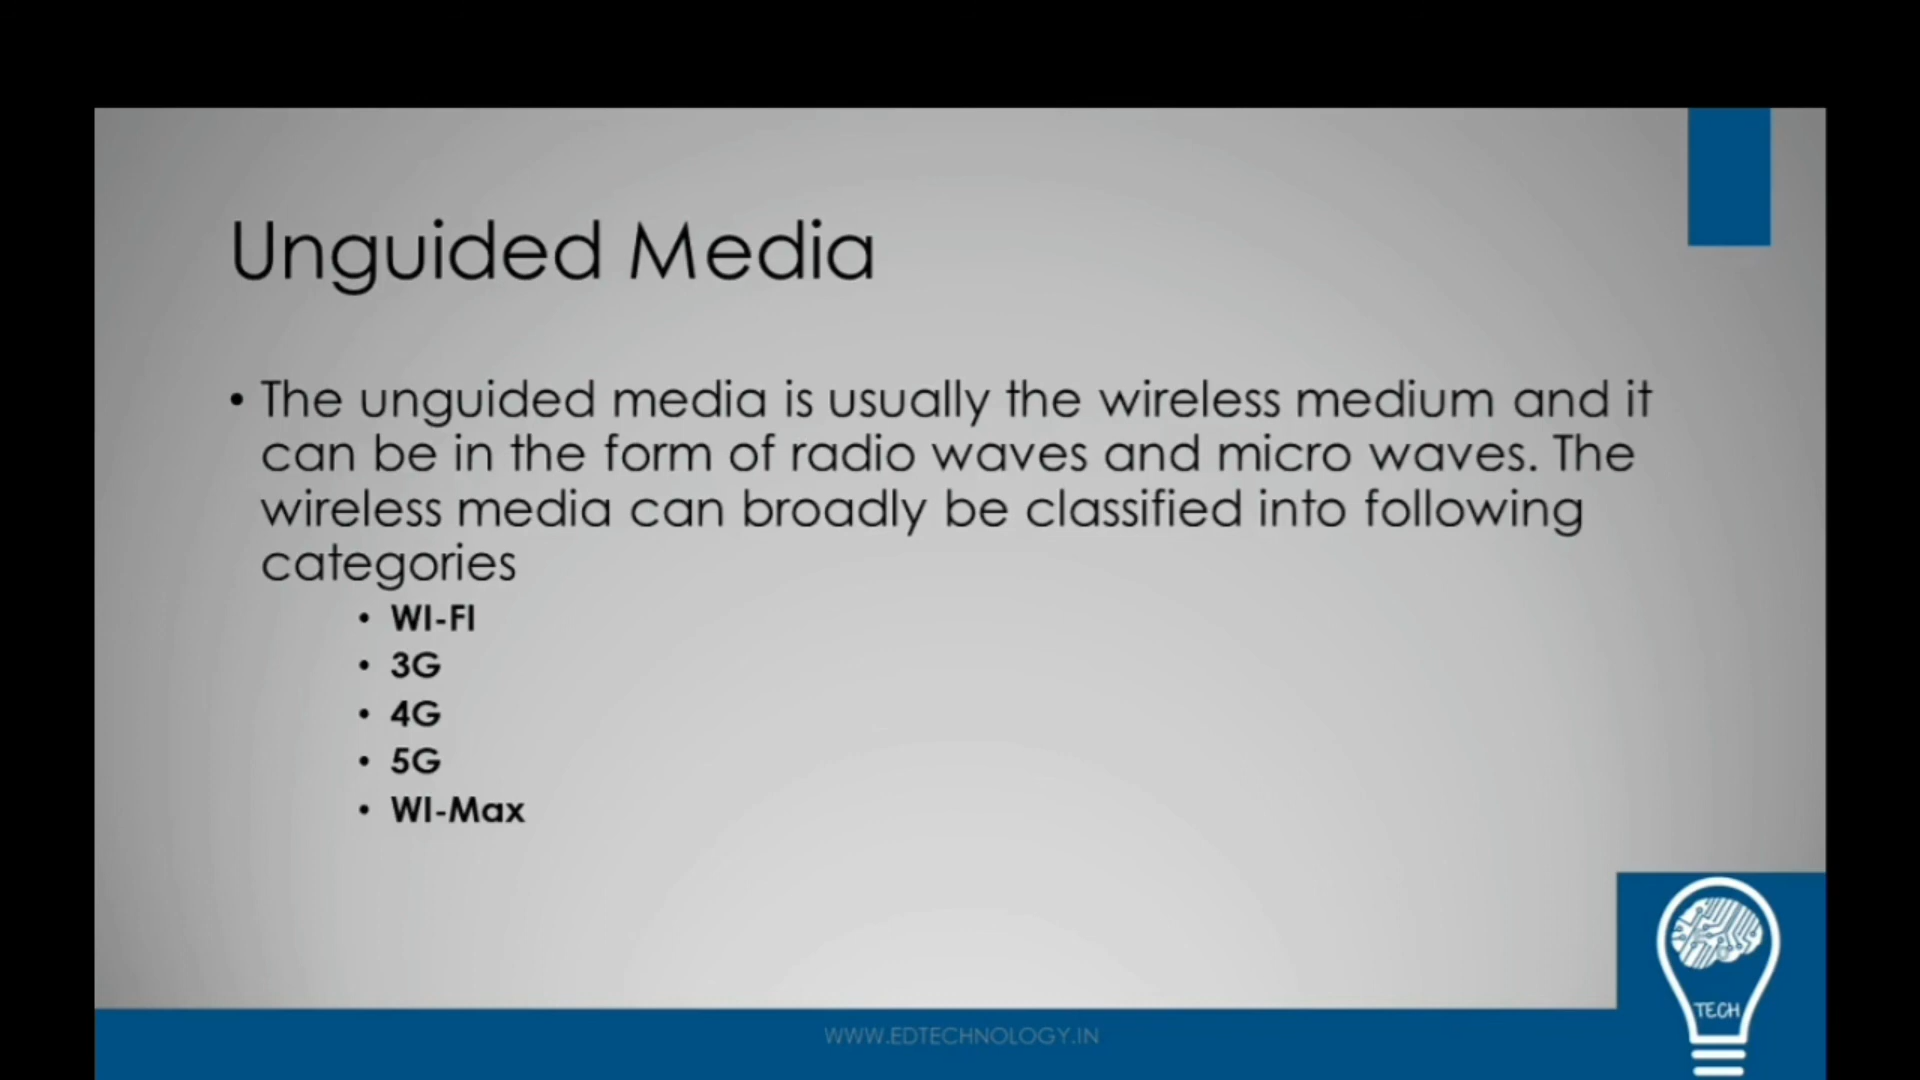 Unguided Media
• The unguided media is usually the wireless medium and it
can be in the form of radio waves and micro waves. The
wireless media can broadly be classified into following
categories
• WI-FI
• 3G
• 4G
• 5G
• WI-Max
TECH
WWW.EDTECHNOLOGY.IN